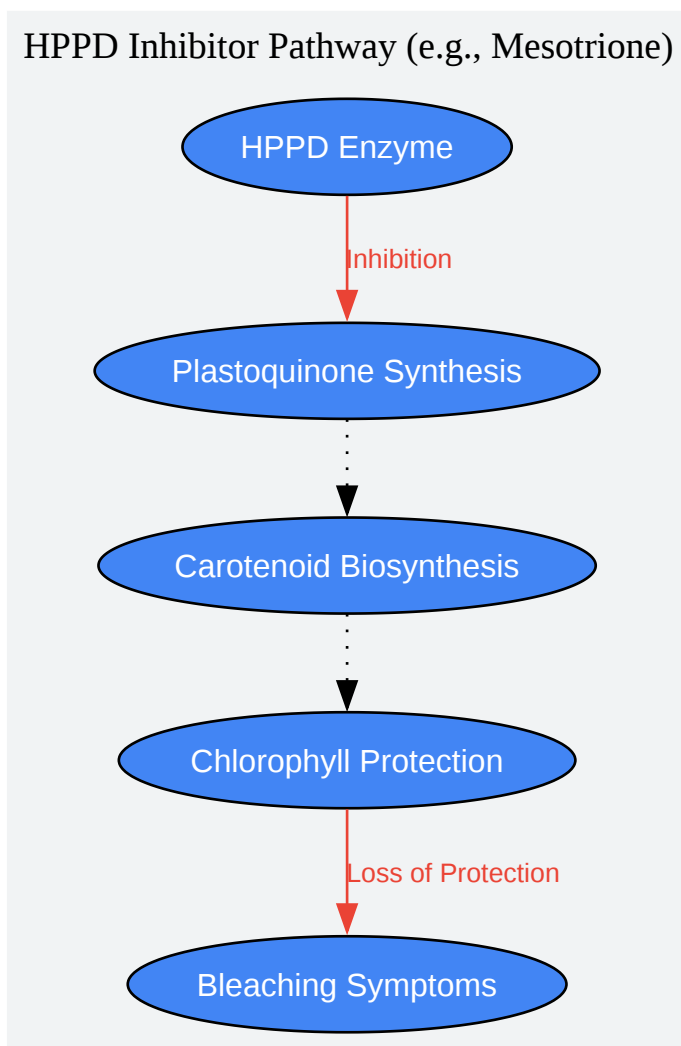 HPPD Inhibitor Pathway (e.g., Mesotrione)
HPPD Enzyme
Inhibition
Plastoquinone Synthesis
Carotenoid Biosynthesis
Chlorophyll Protection
Loss of Protection
Bleaching Symptoms